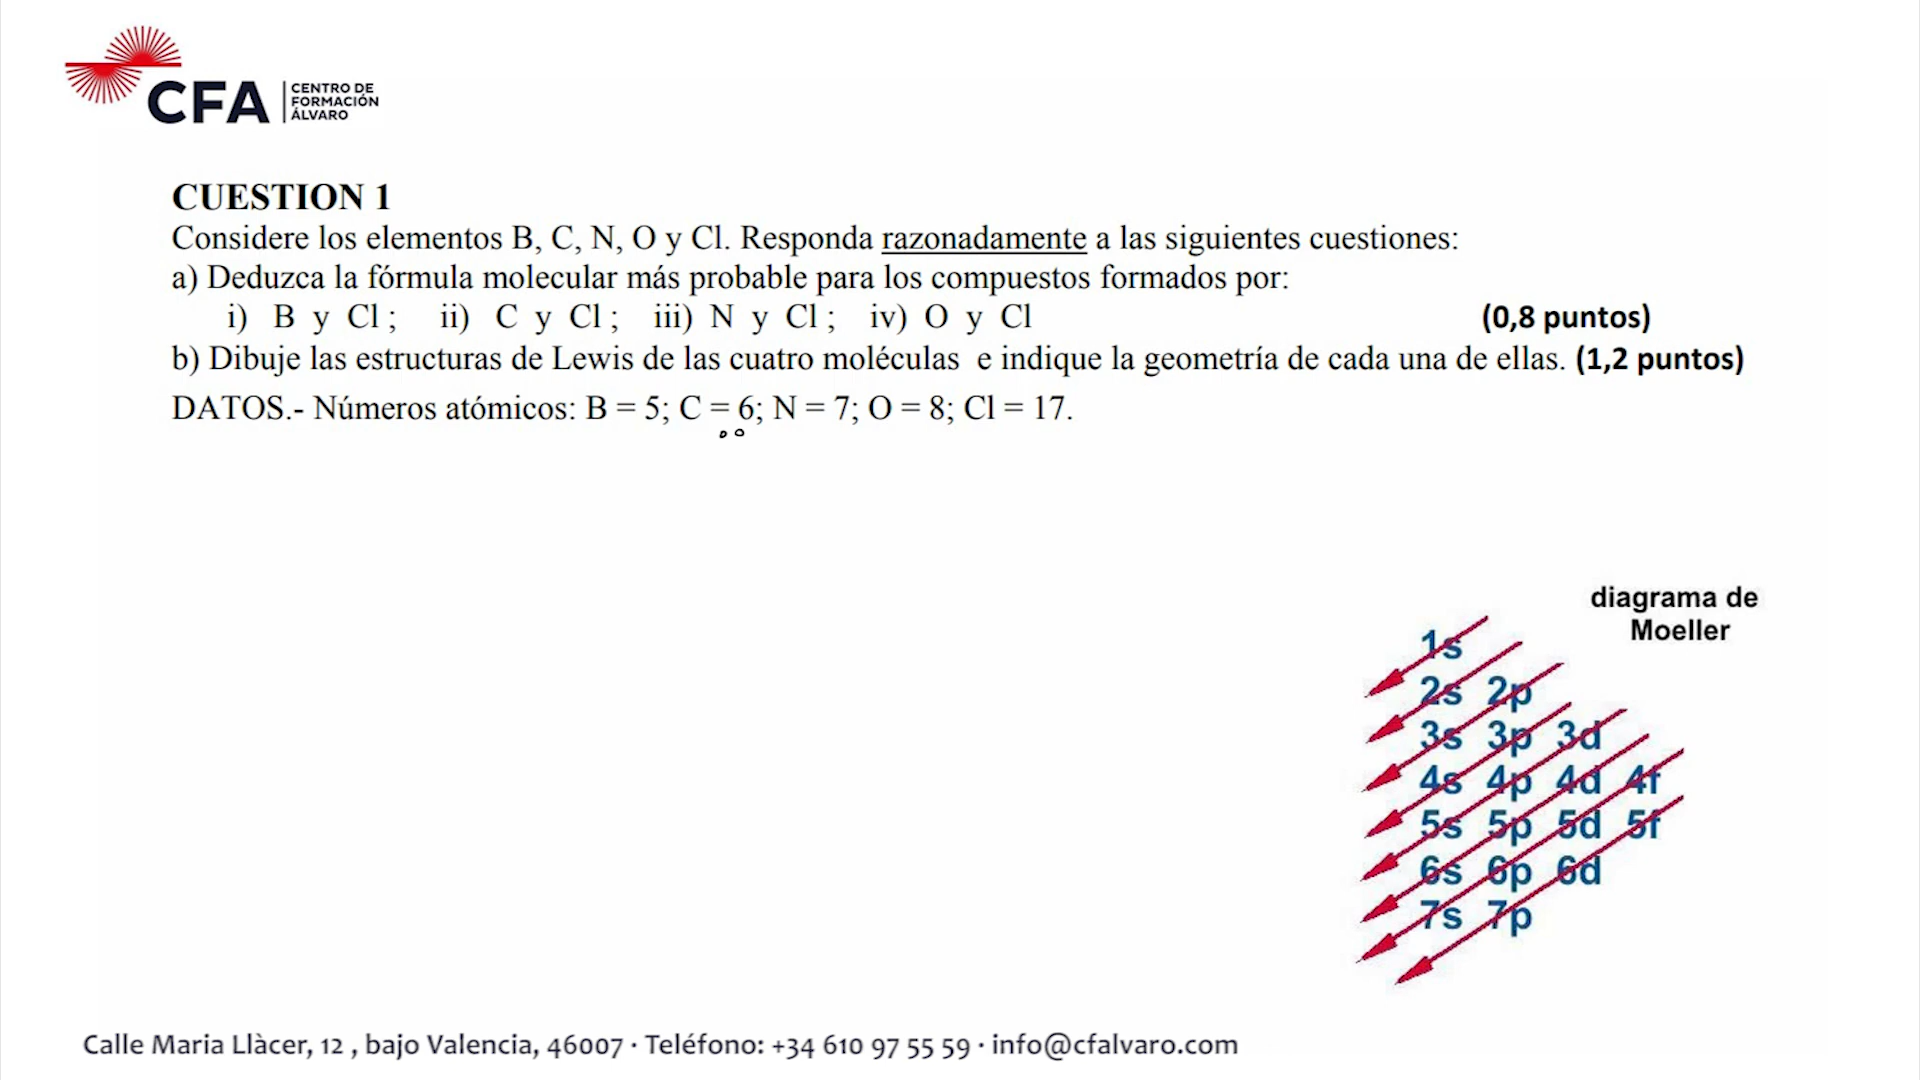 CFA CENTRO DE
FORMACIÓN
ÁLVARO
CUESTION 1
Considere los elementos B, C, N, O y Cl. Responda razonadamente a las siguientes cuestiones:
a) Deduzca la fórmula molecular más probable para los compuestos formados por:
i) B y Cl ; ii) C y Cl ; iii) N y Cl ; iv) O y Cl (0,8 puntos)
b) Dibuje las estructuras de Lewis de las cuatro moléculas e indique la geometría de cada una de ellas. (1,2 puntos)
DATOS.- Números atómicos: B = 5; C = 6; N = 7; O = 8; Cl = 17.
diagrama de
Moeller
1s
2s 2p
3s 3p 3d
4s 4p 4d 4f
5s 5p 5d 5f
6s 6p 6d
7s 7p
Calle Maria Llàcer, 12 , bajo Valencia, 46007 · Teléfono: +34 610 97 55 59 · info@cfalvaro.com